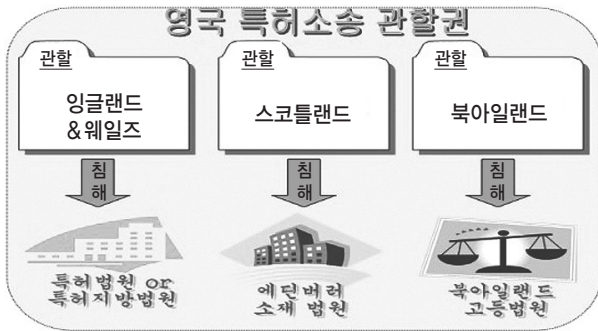 영국 특허소송 관할권
관할
잉글랜드
&웨일즈
침
해
특허법원 or
특허지방법원
관할
스코틀랜드
침
해
에딘버러
소재 법원
관할
북아일랜드
침
해
북아일랜드
고등법원